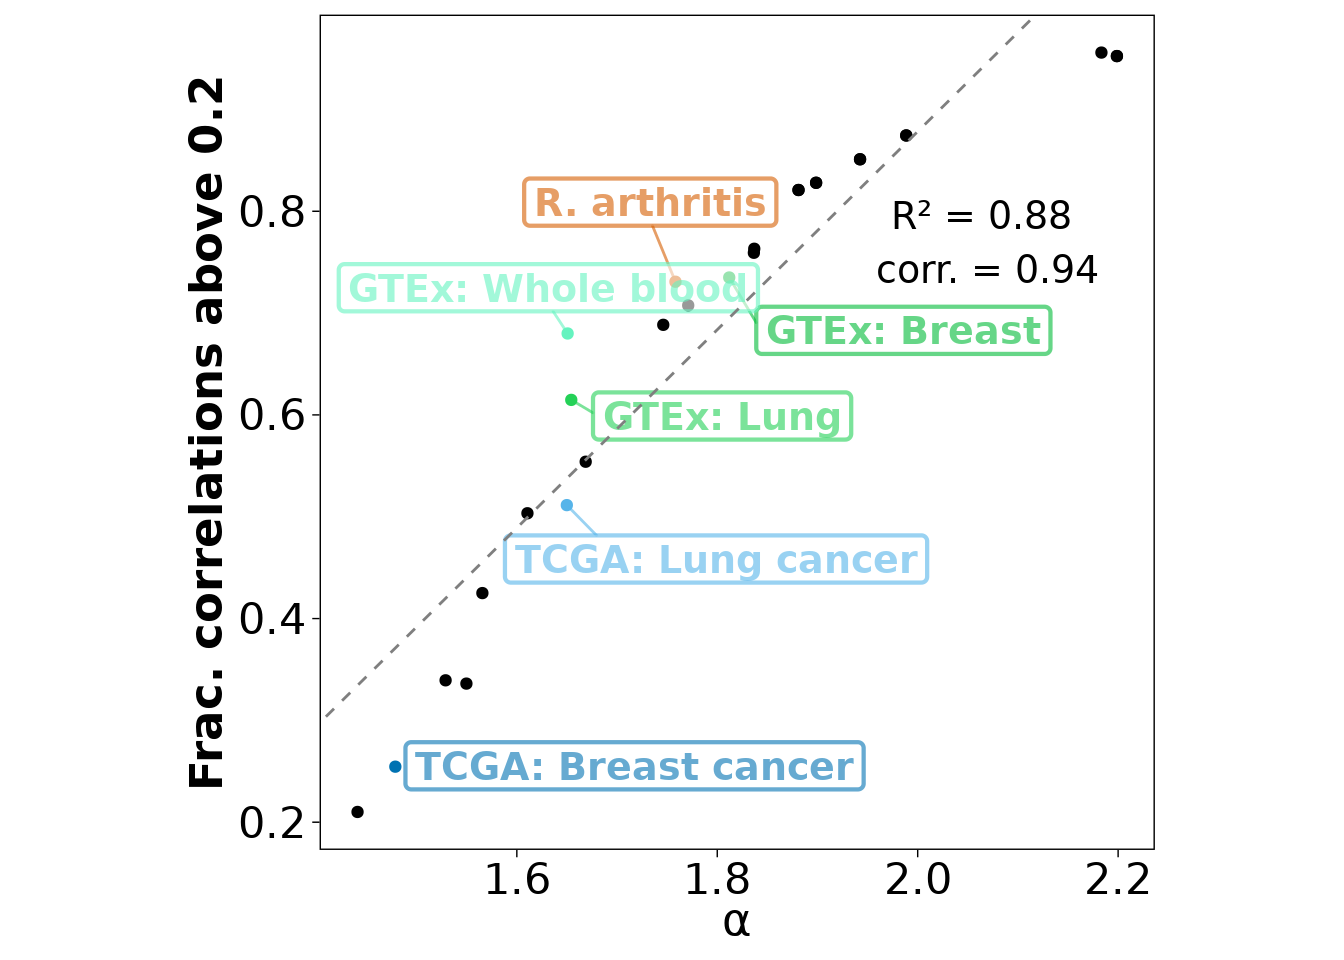 Frac. correlations above 0.2
0.8
0.6
0.4
0.2
R. arthritis
GTEx: Whole blood
R² = 0.88
corr. = 0.94
GTEx: Breast
GTEx: Lung
TCGA: Lung cancer
TCGA: Breast cancer
1.6 1.8 2.0 2.2
α